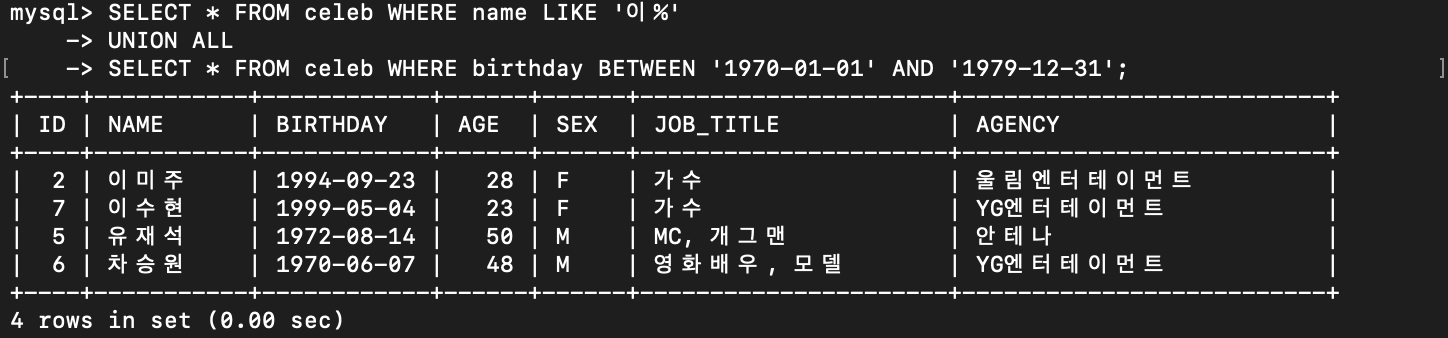 mysql> SELECT * FROM celeb WHERE name LIKE '이%'
    -> UNION ALL
[    -> SELECT * FROM celeb WHERE birthday BETWEEN '1970-01-01' AND '1979-12-31';    ]
+----+-----------+------------+------+------+---------------------+-------------------------+
| ID | NAME      | BIRTHDAY   | AGE  | SEX  | JOB_TITLE           | AGENCY                  |
+----+-----------+------------+------+------+---------------------+-------------------------+
|  2 | 이미주    | 1994-09-23 |   28 | F    | 가수                | 울림엔터테이먼트        |
|  7 | 이수현    | 1999-05-04 |   23 | F    | 가수                | YG엔터테이먼트          |
|  5 | 유재석    | 1972-08-14 |   50 | M    | MC, 개그맨          | 안테나                  |
|  6 | 차승원    | 1970-06-07 |   48 | M    | 영화배우, 모델      | YG엔터테이먼트          |
+----+-----------+------------+------+------+---------------------+-------------------------+
4 rows in set (0.00 sec)